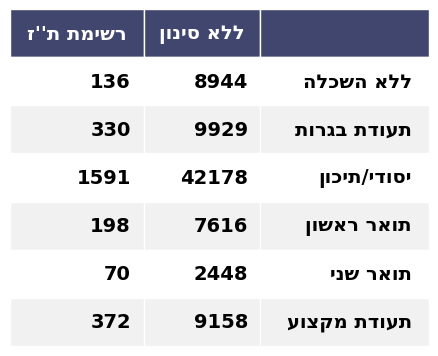 ללא סינון רשימת ת''ז
ללא השכלה 8944 136
תעודת בגרות 9929 330
יסודי/תיכון 42178 1591
תואר ראשון 7616 198
תואר שני 2448 70
תעודת מקצוע 9158 372